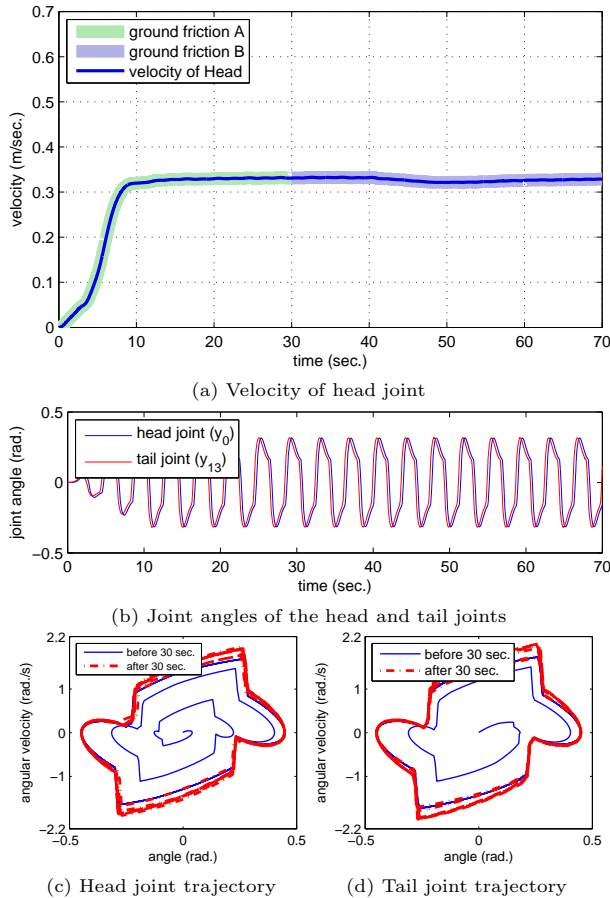 0.7
0.6
0.5
0.4
0.3
0.2
0.1
0
velocity (m/sec.)
ground friction A
ground friction B
velocity of Head
0 10 20 30 40 50 60 70
time (sec.)
(a) Velocity of head joint
0.5
0
−0.5
joint angle (rad.)
head joint (y0)
tail joint (y13)
0 10 20 30 40 50 60 70
time (sec.)
(b) Joint angles of the head and tail joints
2.2
1
0
−1
−2.2
angular velocity (rad./s)
before 30 sec.
after 30 sec.
−0.5 0 0.5
angle (rad.)
(c) Head joint trajectory
2.2
1
0
−1
−2.2
angular velocity (rad./s)
before 30 sec.
after 30 sec.
−0.5 0 0.5
angle (rad.)
(d) Tail joint trajectory